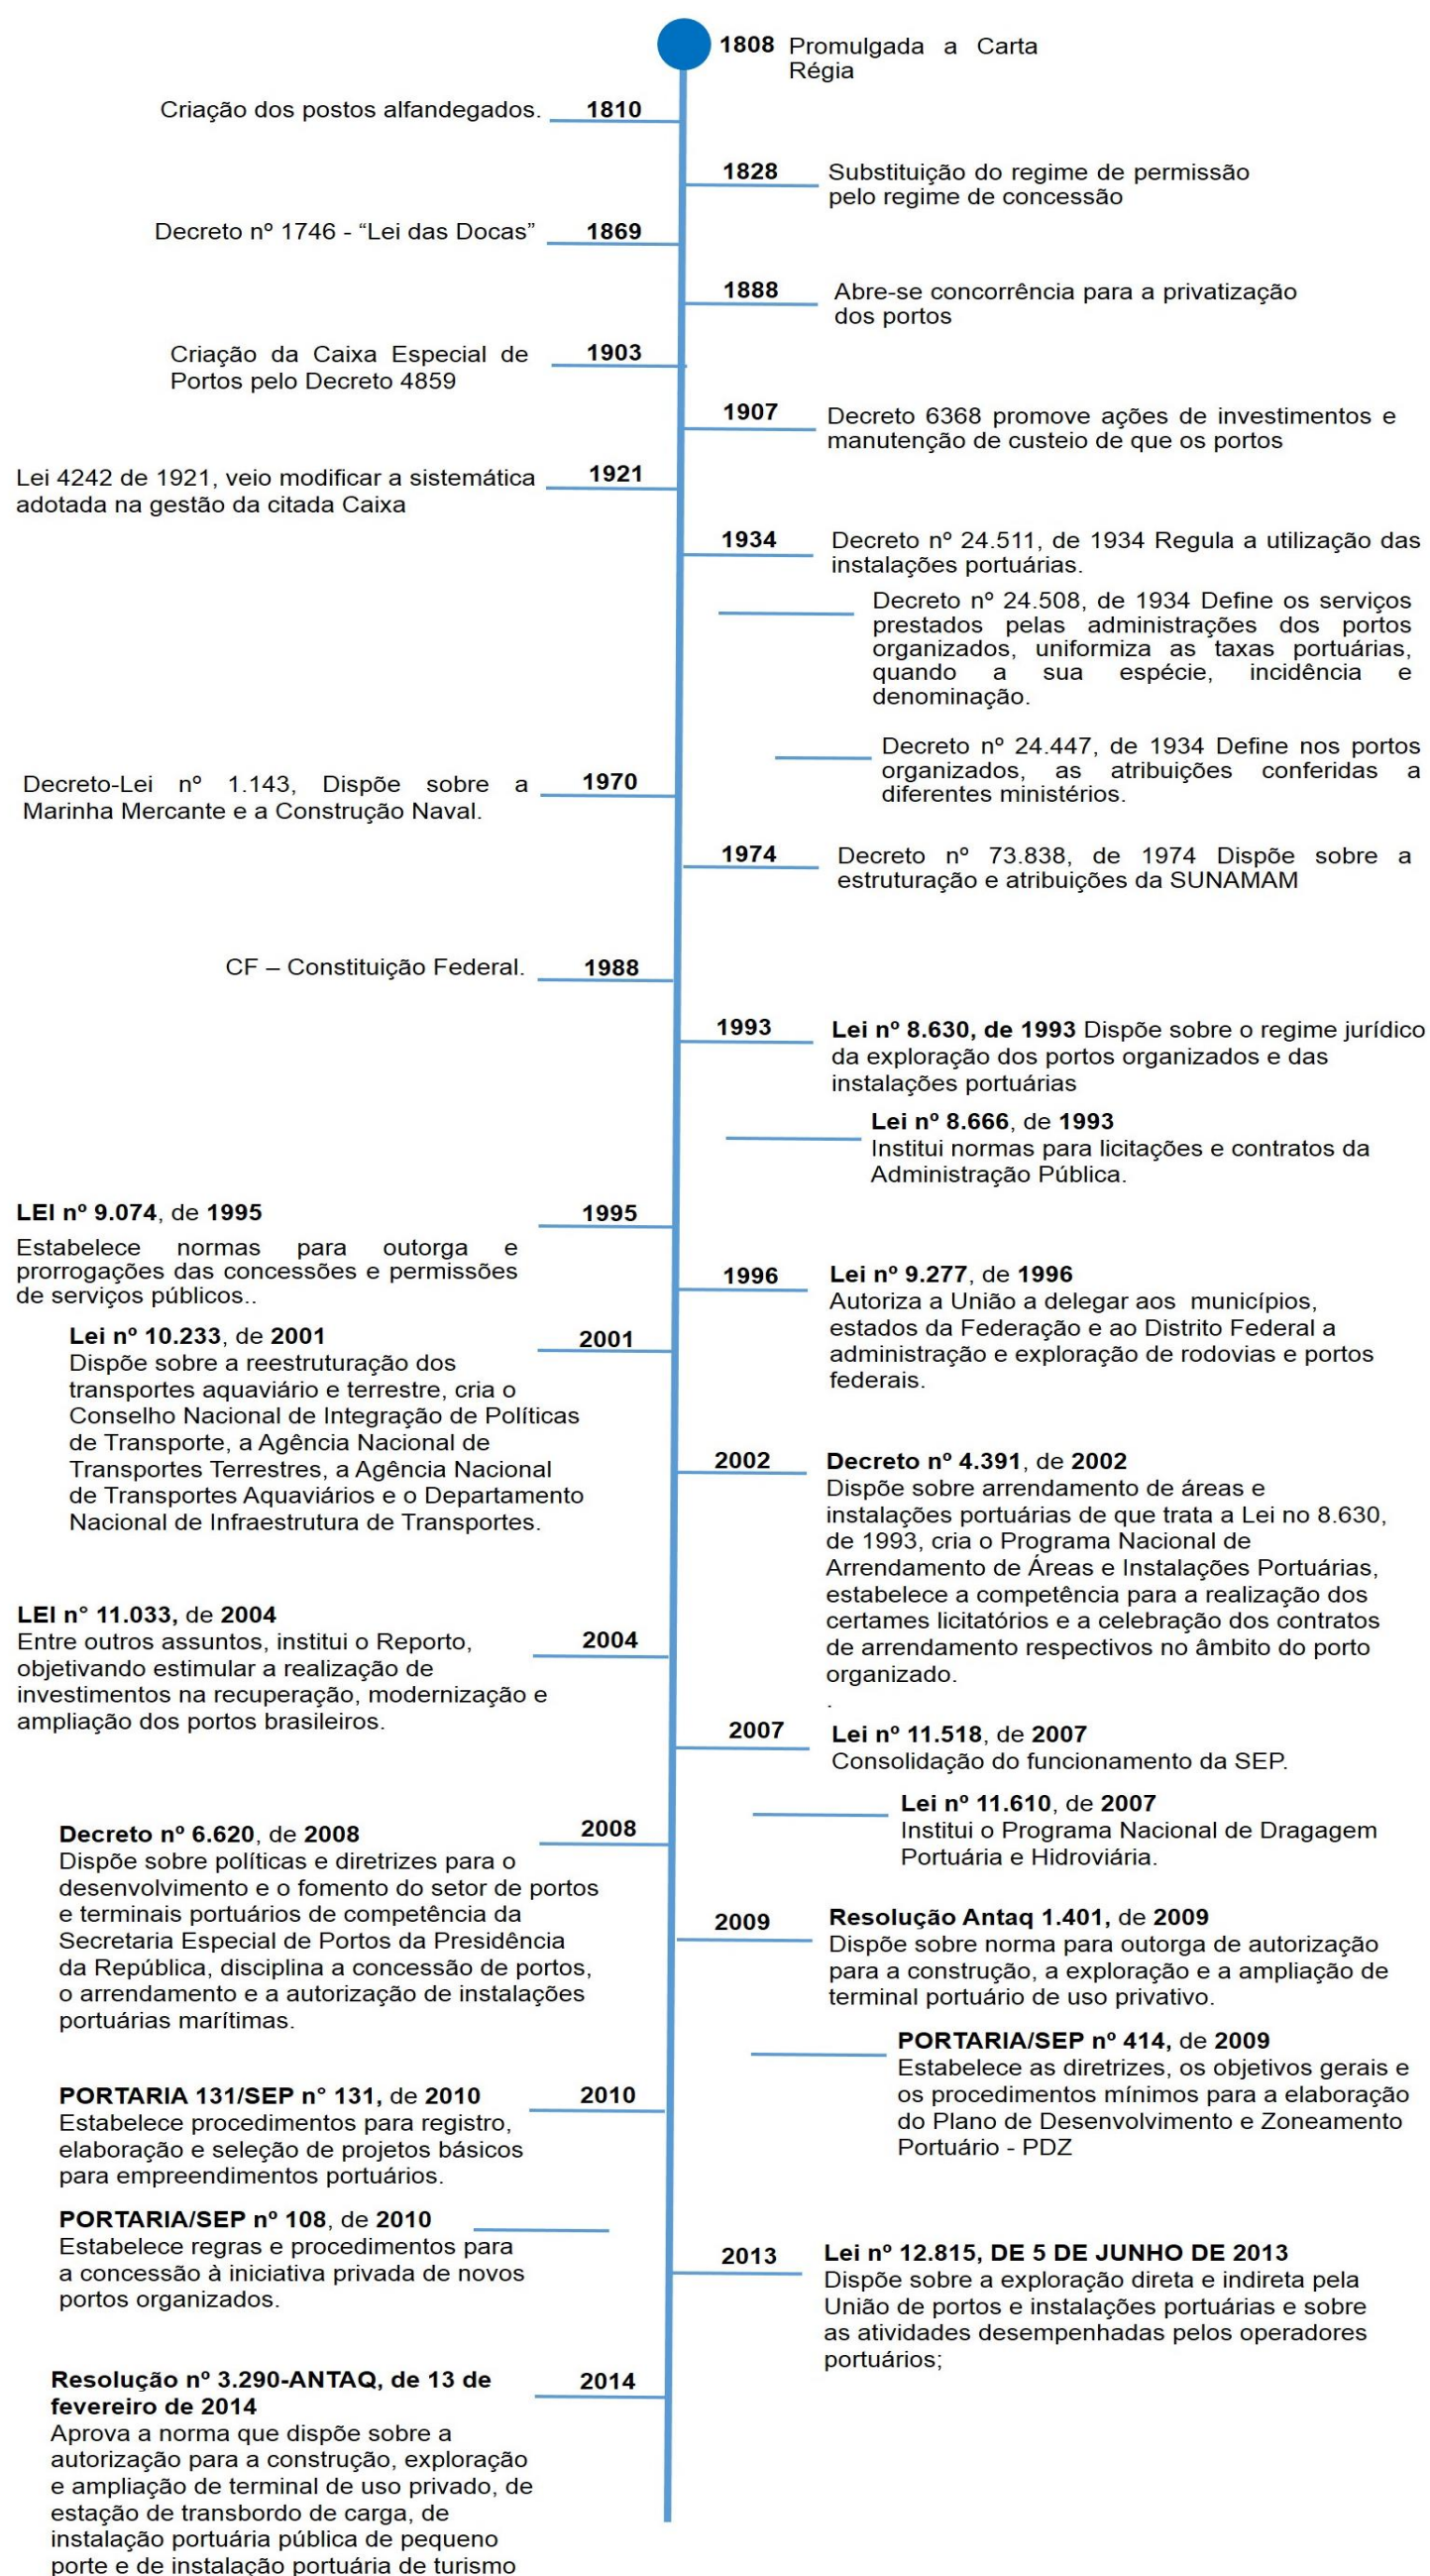 1808 Promulgada a Carta
Régia
Criação dos postos alfandegados. 1810
1828 Substituição do regime de permissão
pelo regime de concessão
Decreto nº 1746 - “Lei das Docas” 1869
1888 Abre-se concorrência para a privatização
dos portos
Criação da Caixa Especial de 1903
Portos pelo Decreto 4859
1907 Decreto 6368 promove ações de investimentos e
manutenção de custeio de que os portos
Lei 4242 de 1921, veio modificar a sistemática 1921
adotada na gestão da citada Caixa
1934 Decreto nº 24.511, de 1934 Regula a utilização das
instalações portuárias.
Decreto nº 24.508, de 1934 Define os serviços
prestados pelas administrações dos portos
organizados, uniformiza as taxas portuárias,
quando a sua espécie, incidência e
denominação.
Decreto nº 24.447, de 1934 Define nos portos
organizados, as atribuições conferidas a
diferentes ministérios.
Decreto-Lei nº 1.143, Dispõe sobre a 1970
Marinha Mercante e a Construção Naval.
1974 Decreto nº 73.838, de 1974 Dispõe sobre a
estruturação e atribuições da SUNAMAM
CF – Constituição Federal. 1988
1993 Lei nº 8.630, de 1993 Dispõe sobre o regime jurídico
da exploração dos portos organizados e das
instalações portuárias
Lei nº 8.666, de 1993
Institui normas para licitações e contratos da
Administração Pública.
LEI nº 9.074, de 1995 1995
Estabelece normas para outorga e
prorrogações das concessões e permissões
de serviços públicos..
1996 Lei nº 9.277, de 1996
Autoriza a União a delegar aos municípios,
estados da Federação e ao Distrito Federal a
administração e exploração de rodovias e portos
federais.
Lei nº 10.233, de 2001 2001
Dispõe sobre a reestruturação dos
transportes aquaviário e terrestre, cria o
Conselho Nacional de Integração de Políticas
de Transporte, a Agência Nacional de
Transportes Terrestres, a Agência Nacional
de Transportes Aquaviários e o Departamento
Nacional de Infraestrutura de Transportes.
2002 Decreto nº 4.391, de 2002
Dispõe sobre arrendamento de áreas e
instalações portuárias de que trata a Lei no 8.630,
de 1993, cria o Programa Nacional de
Arrendamento de Áreas e Instalações Portuárias,
estabelece a competência para a realização dos
certames licitatórios e a celebração dos contratos
de arrendamento respectivos no âmbito do porto
organizado.
.
LEI n° 11.033, de 2004
Entre outros assuntos, institui o Reporto, 2004
objetivando estimular a realização de
investimentos na recuperação, modernização e
ampliação dos portos brasileiros.
2007 Lei nº 11.518, de 2007
Consolidação do funcionamento da SEP.
Lei nº 11.610, de 2007
Institui o Programa Nacional de Dragagem
Portuária e Hidroviária.
Decreto nº 6.620, de 2008 2008
Dispõe sobre políticas e diretrizes para o
desenvolvimento e o fomento do setor de portos
e terminais portuários de competência da
Secretaria Especial de Portos da Presidência
da República, disciplina a concessão de portos,
o arrendamento e a autorização de instalações
portuárias marítimas.
2009 Resolução Antaq 1.401, de 2009
Dispõe sobre norma para outorga de autorização
para a construção, a exploração e a ampliação de
terminal portuário de uso privativo.
PORTARIA/SEP nº 414, de 2009
Estabelece as diretrizes, os objetivos gerais e
os procedimentos mínimos para a elaboração
do Plano de Desenvolvimento e Zoneamento
Portuário - PDZ
PORTARIA 131/SEP n° 131, de 2010 2010
Estabelece procedimentos para registro,
elaboração e seleção de projetos básicos
para empreendimentos portuários.
PORTARIA/SEP nº 108, de 2010
Estabelece regras e procedimentos para
a concessão à iniciativa privada de novos
portos organizados.
2013 Lei nº 12.815, DE 5 DE JUNHO DE 2013
Dispõe sobre a exploração direta e indireta pela
União de portos e instalações portuárias e sobre
as atividades desempenhadas pelos operadores
portuários;
Resolução nº 3.290-ANTAQ, de 13 de 2014
fevereiro de 2014
Aprova a norma que dispõe sobre a
autorização para a construção, exploração
e ampliação de terminal de uso privado, de
estação de transbordo de carga, de
instalação portuária pública de pequeno
porte e de instalação portuária de turismo